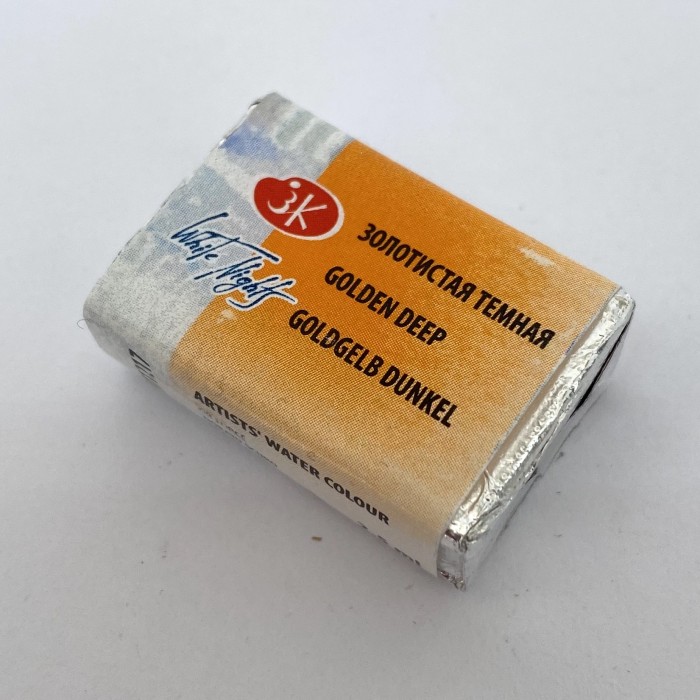 ЗК
White Nights
ЗОЛОТИСТАЯ ТЕМНАЯ
GOLDEN DEEP
GOLDGELB DUNKEL
ARTISTS' WATER COLOUR